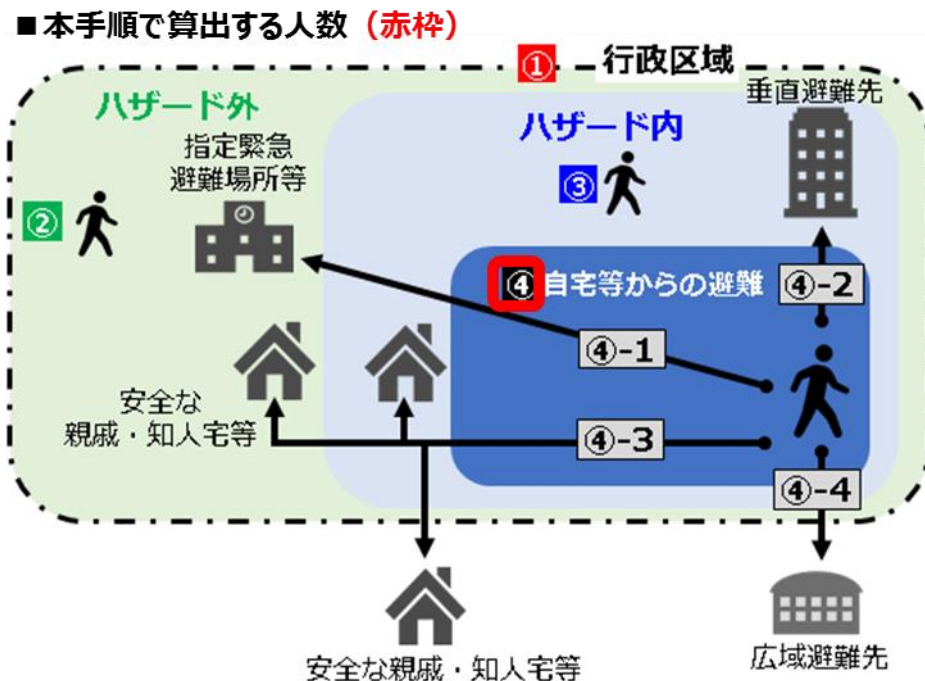 ■本手順で算出する人数（赤枠）
① 行政区域
ハザード外
ハザード内
垂直避難先
指定緊急
避難場所等
③
②
④ 自宅等からの避難
④-2
④-1
安全な
親戚・知人宅等
④-3
④-4
安全な親戚・知人宅等
広域避難先